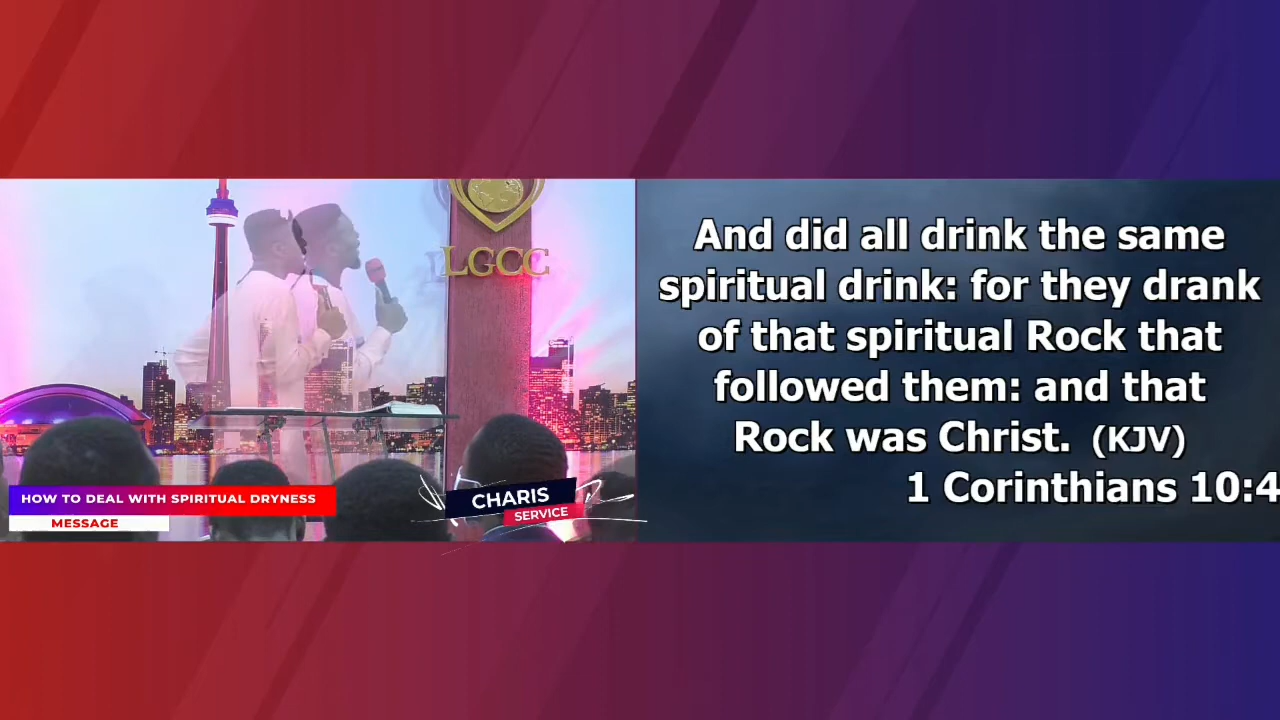 LGCC
HOW TO DEAL WITH SPIRITUAL DRYNESS
MESSAGE
CHARIS
SERVICE
And did all drink the same
spiritual drink: for they drank
of that spiritual Rock that
followed them: and that
Rock was Christ. (KJV)
1 Corinthians 10:4